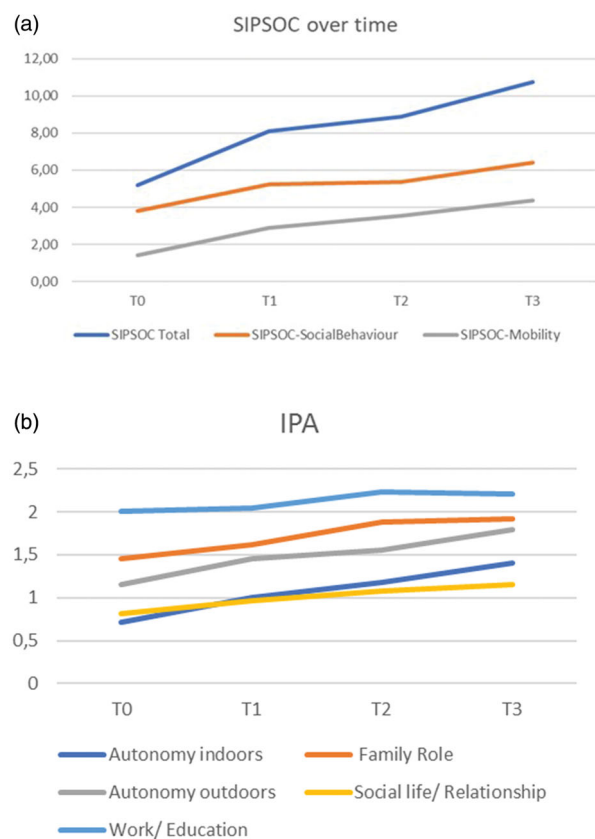 (a)
SIPSOC over time
12,00
10,00
8,00
6,00
4,00
2,00
0,00
T0 T1 T2 T3
SIPSOC Total SIPSOC-SocialBehaviour SIPSOC-Mobility
(b)
IPA
2,5
2
1,5
1
0,5
0
T0 T1 T2 T3
Autonomy indoors Family Role
Autonomy outdoors Social life/ Relationship
Work/ Education